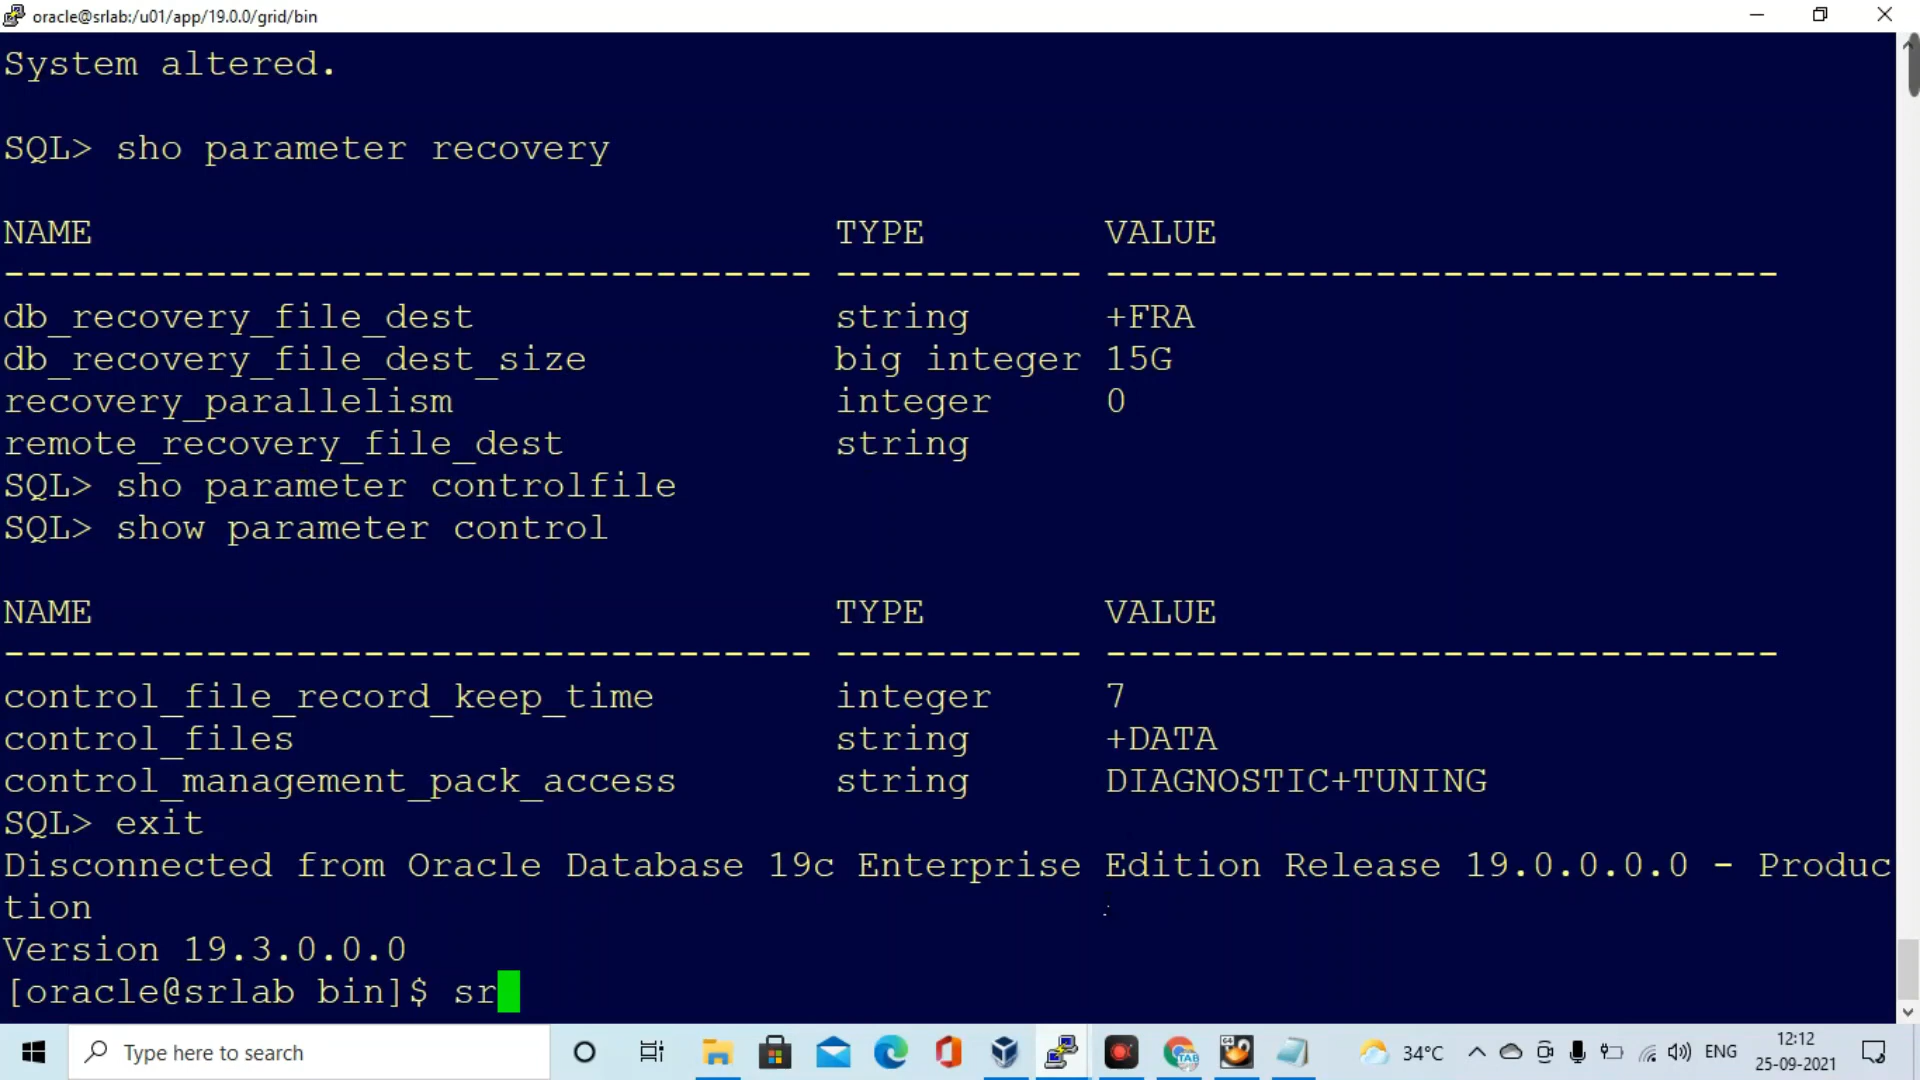 oracle@srlab:/u01/app/19.0.0/grid/bin
System altered.
SQL> sho parameter recovery
NAME TYPE VALUE
------------------------------------ ----------- ------------------------------
db_recovery_file_dest string +FRA
db_recovery_file_dest_size big integer 15G
recovery_parallelism integer 0
remote_recovery_file_dest string
SQL> sho parameter controlfile
SQL> show parameter control
NAME TYPE VALUE
------------------------------------ ----------- ------------------------------
control_file_record_keep_time integer 7
control_files string +DATA
control_management_pack_access string DIAGNOSTIC+TUNING
SQL> exit
Disconnected from Oracle Database 19c Enterprise Edition Release 19.0.0.0.0 - Produc
tion
Version 19.3.0.0.0
[oracle@srlab bin]$ sr
Type here to search
34°C
ENG
12:12
25-09-2021